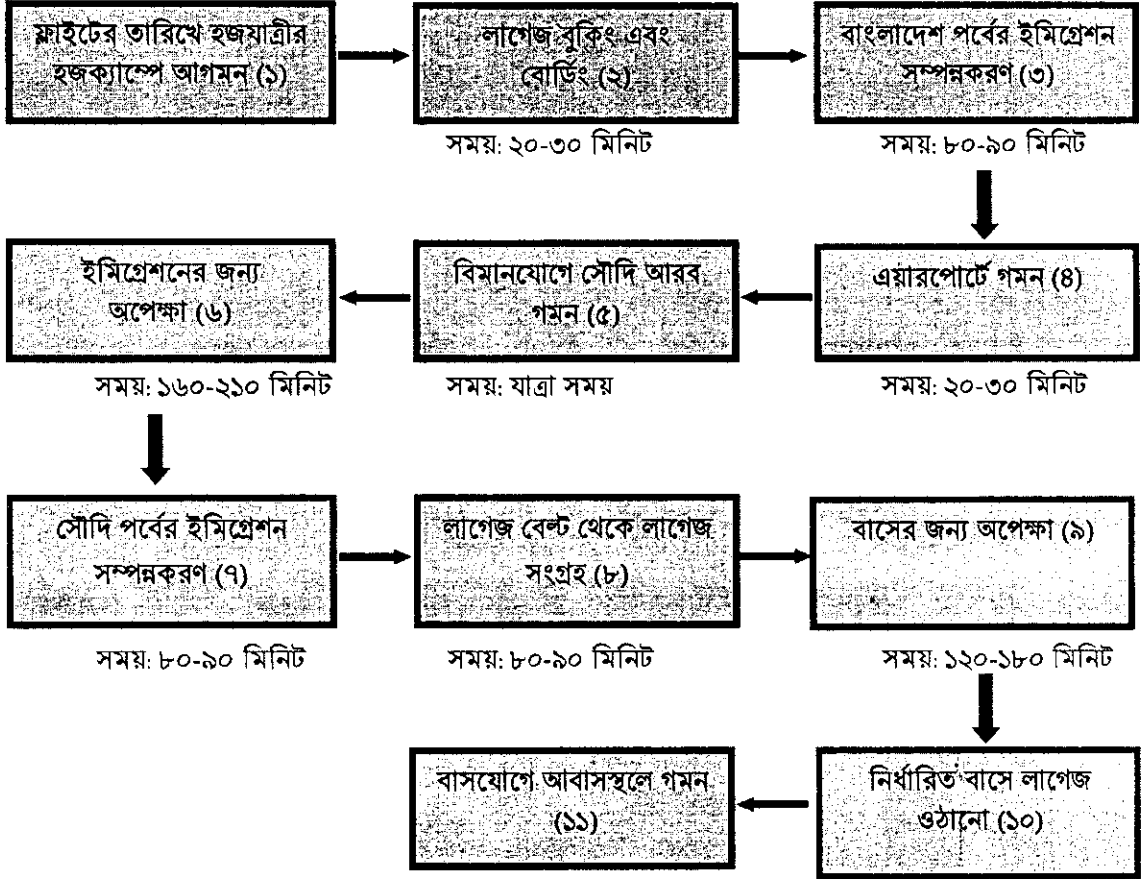 ফ্লাইটের তারিখে হজযাত্রীর
হজক্যাম্পে আগমন (১)
লাগেজ বুকিং এবং
বোর্ডিং (২)
সময়: ২০-৩০ মিনিট
বাংলাদেশ পর্বের ইমিগ্রেশন
সম্পন্নকরণ (৩)
সময়: ৮০-৯০ মিনিট
এয়ারপোর্টে গমন (৪)
সময়: ২০-৩০ মিনিট
বিমানযোগে সৌদি আরব
গমন (৫)
সময়: যাত্রা সময়
ইমিগ্রেশনের জন্য
অপেক্ষা (৬)
সময়: ১৬০-২১০ মিনিট
সৌদি পর্বের ইমিগ্রেশন
সম্পন্নকরণ (৭)
সময়: ৮০-৯০ মিনিট
লাগেজ বেল্ট থেকে লাগেজ
সংগ্রহ (৮)
সময়: ৮০-৯০ মিনিট
বাসের জন্য অপেক্ষা (৯)
সময়: ১২০-১৮০ মিনিট
নির্ধারিত বাসে লাগেজ
ওঠানো (১০)
বাসযোগে আবাসস্থলে গমন
(১১)